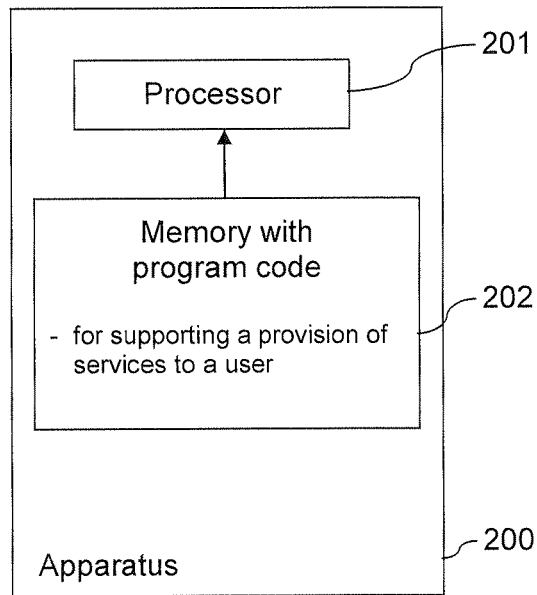 201
Processor
Memory with
program code
202
- for supporting a provision of
services to a user
200
Apparatus